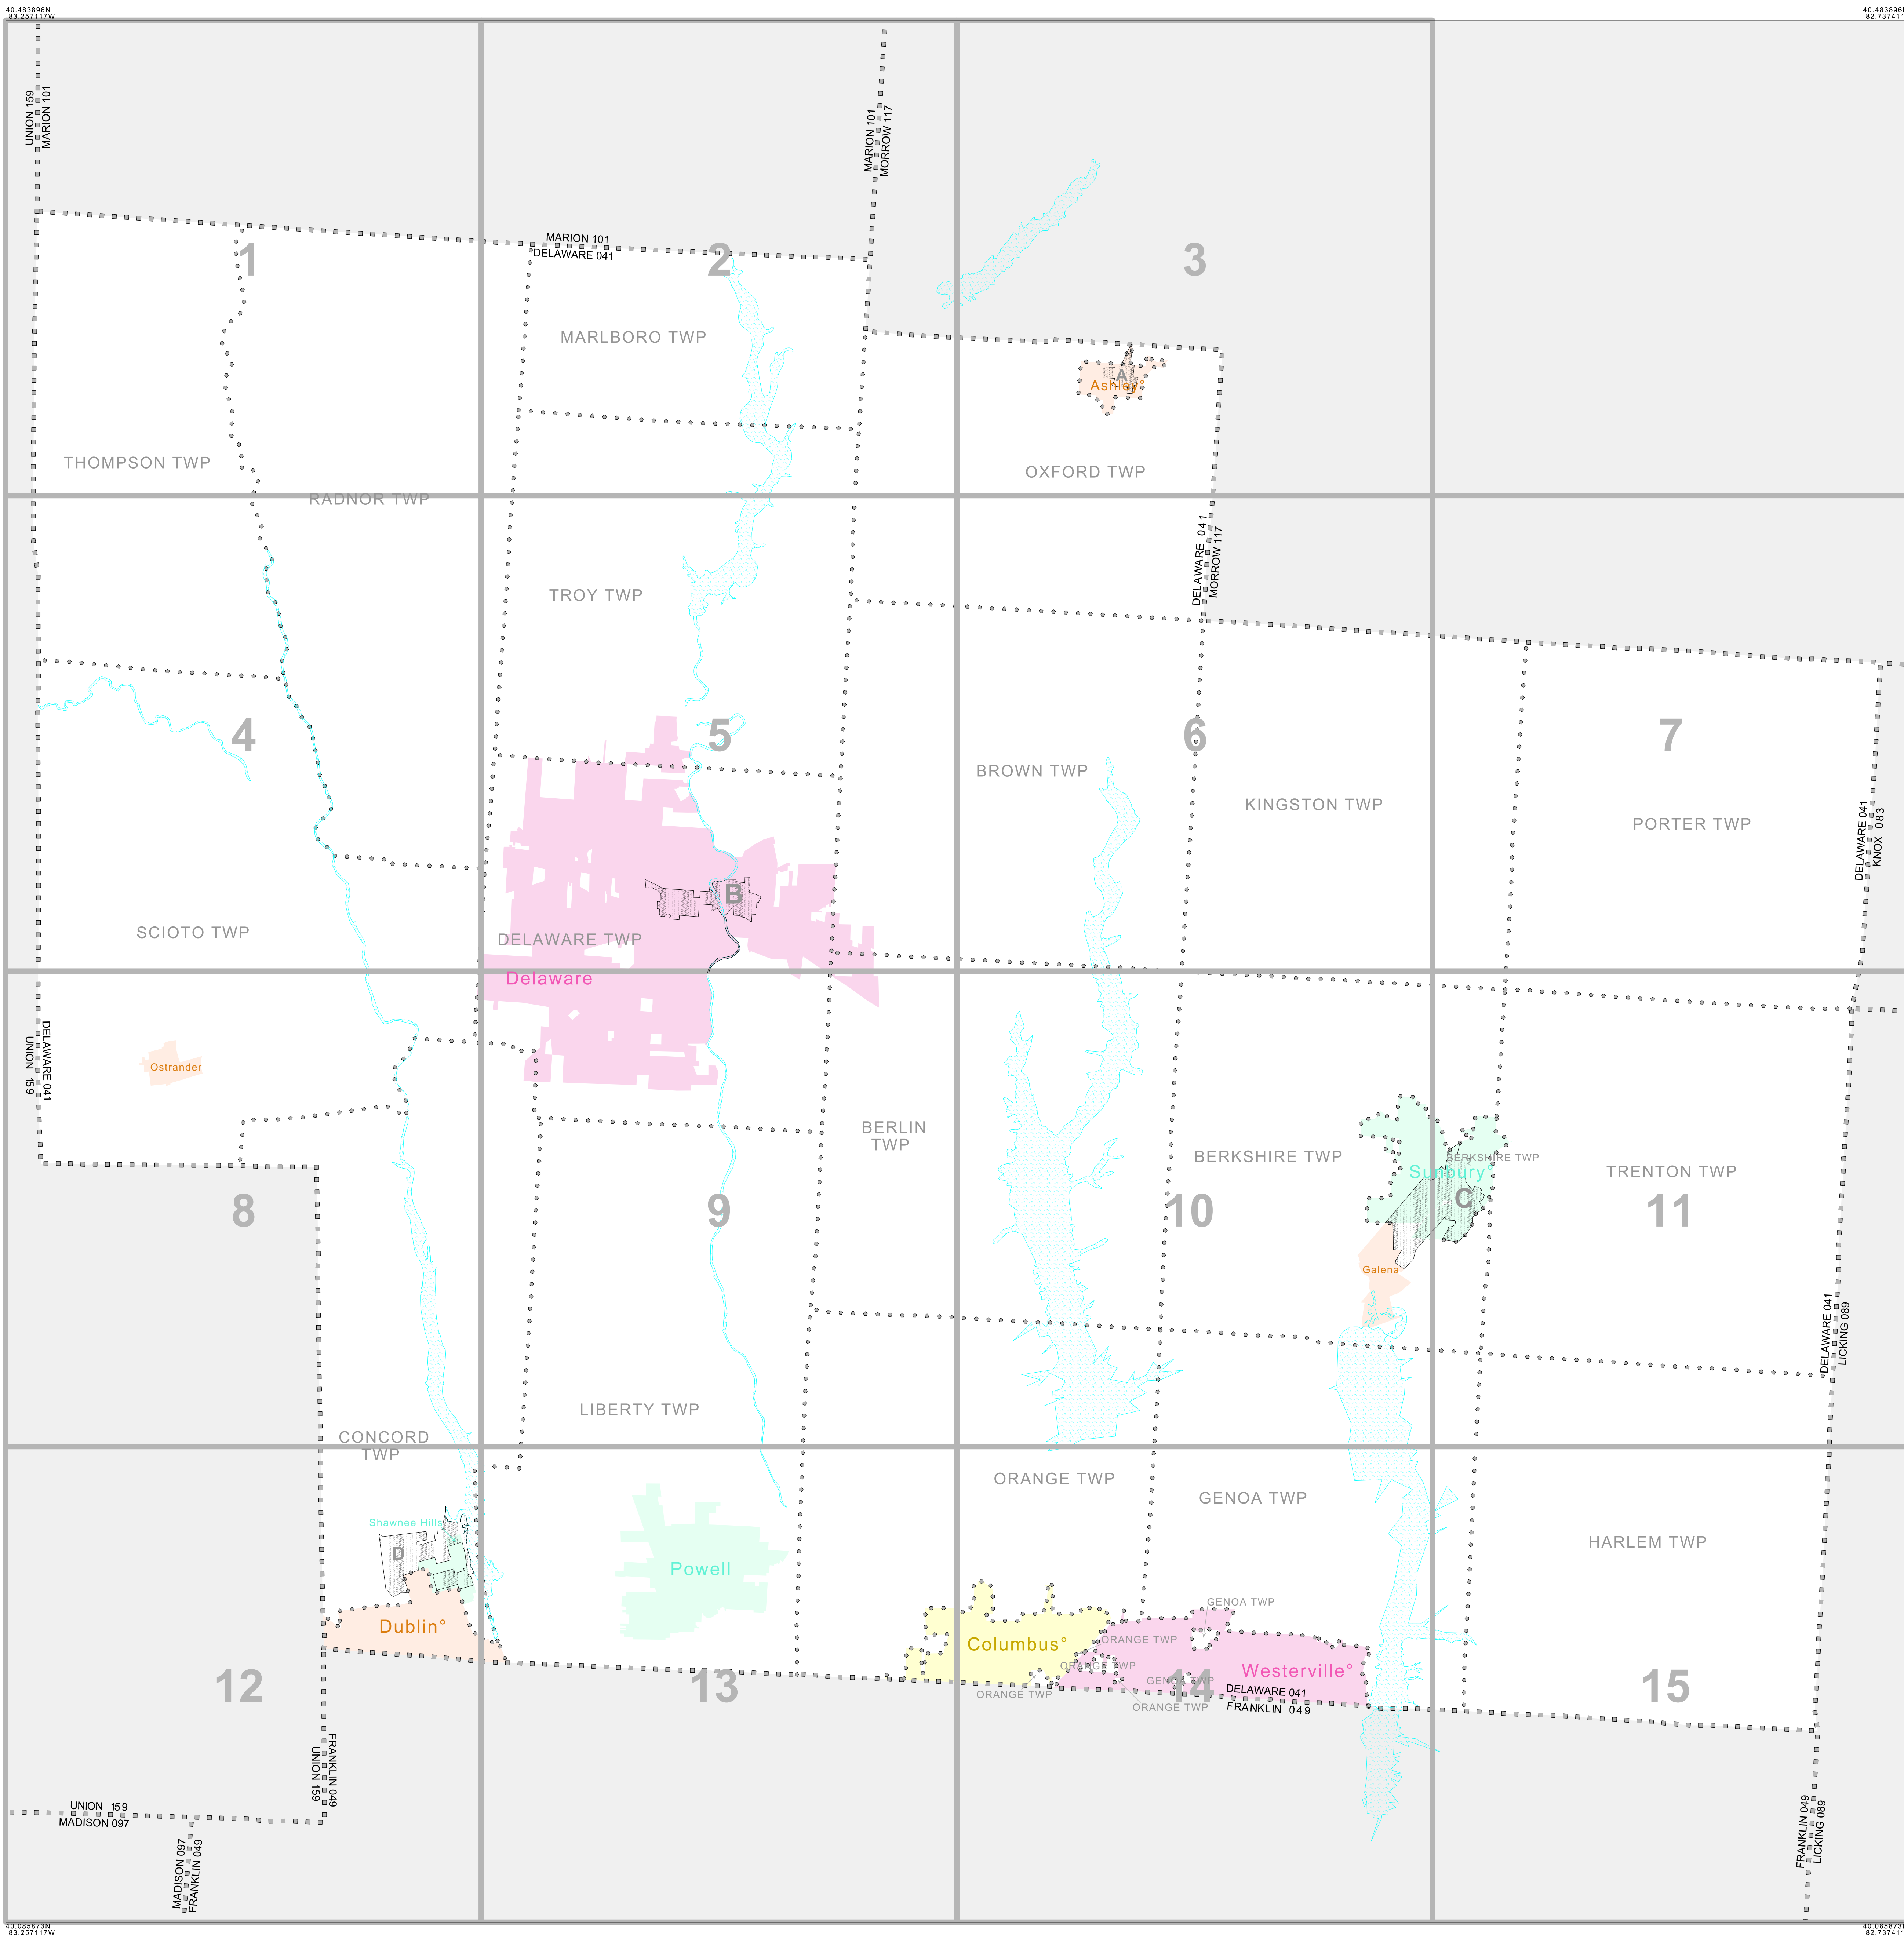 40.483896N
83.257117W
40.483896N
82.737411
UNION 159
MARION 101
MARION 101
MORROW 117
MARION 101
DELAWARE 041
1
2
3
MARLBORO TWP
A
Ashley°
THOMPSON TWP
OXFORD TWP
RADNOR TWP
DELAWARE 041
MORROW 117
TROY TWP
4
5
6
7
BROWN TWP
KINGSTON TWP
PORTER TWP
DELAWARE 041
KNOX 083
B
SCIOTO TWP
DELAWARE TWP
Delaware
DELAWARE 041
UNION 159
Ostrander
BERLIN
TWP
BERKSHIRE TWP
BERKSHIRE TWP
Sunbury°
TRENTON TWP
C
8
9
10
11
Galena
DELAWARE 041
LICKING 089
LIBERTY TWP
CONCORD
TWP
ORANGE TWP
GENOA TWP
Shawnee Hills
D
HARLEM TWP
Powell
GENOA TWP
Dublin°
Columbus°
ORANGE TWP
ORANGE TWP
Westerville°
GENOA TWP
12
13
14
15
ORANGE TWP
DELAWARE 041
FRANKLIN 049
ORANGE TWP
FRANKLIN 049
UNION 159
UNION 159
MADISON 097
MADISON 097
FRANKLIN 049
FRANKLIN 049
LICKING 089
40.085873N
83.257117W
40.085873N
82.737411